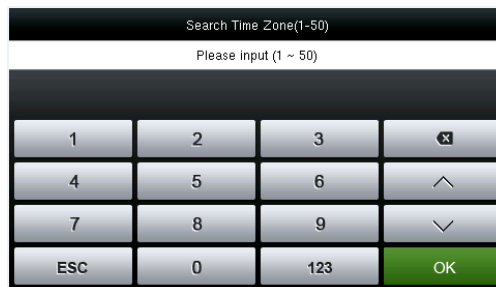 Search Time Zone(1-50)
Please input (1 ~ 50)
1 2 3
4 5 6
7 8 9
ESC 0 123 OK